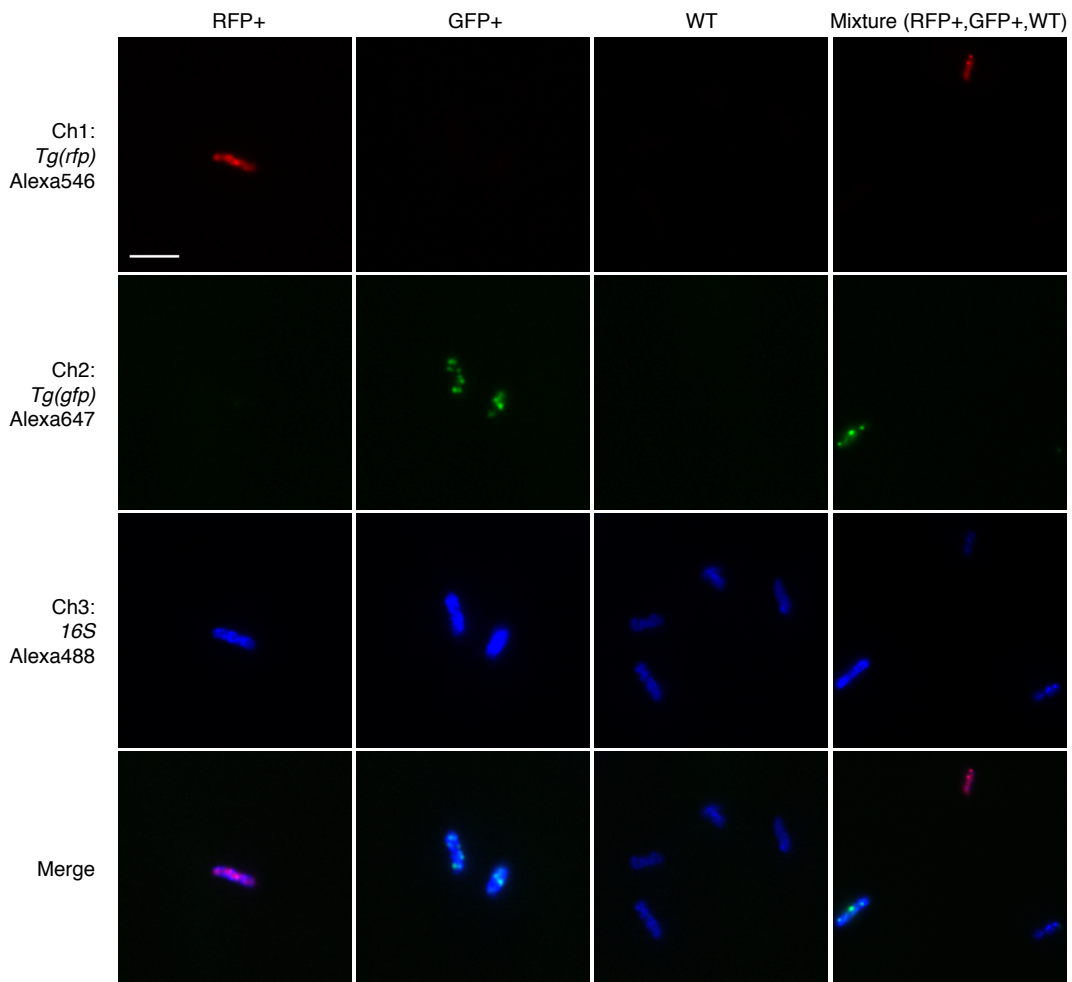 RFP+
GFP+
WT
Mixture (RFP+,GFP+,WT)
Ch1:
Tg(rfp)
Alexa546
Ch2:
Tg(gfp)
Alexa647
Ch3:
16S
Alexa488
Merge